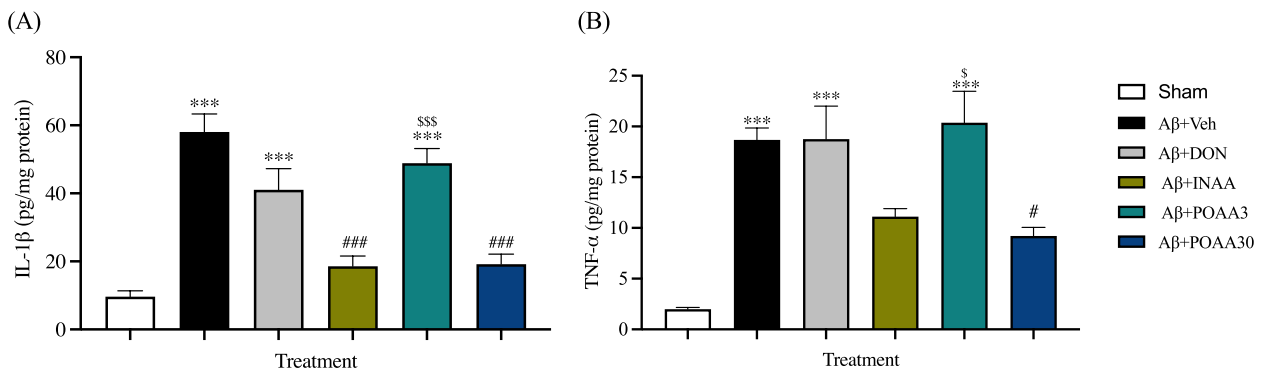 (A)
IL-1β (pg/mg protein)
80
60
40
20
0
***
***
###
$$$
***
###
Treatment
(B)
TNF-α (pg/mg protein)
25
20
15
10
5
0
***
***
$
***
#
Treatment
Sham
Aβ+Veh
Aβ+DON
Aβ+INAA
Aβ+POAA3
Aβ+POAA30